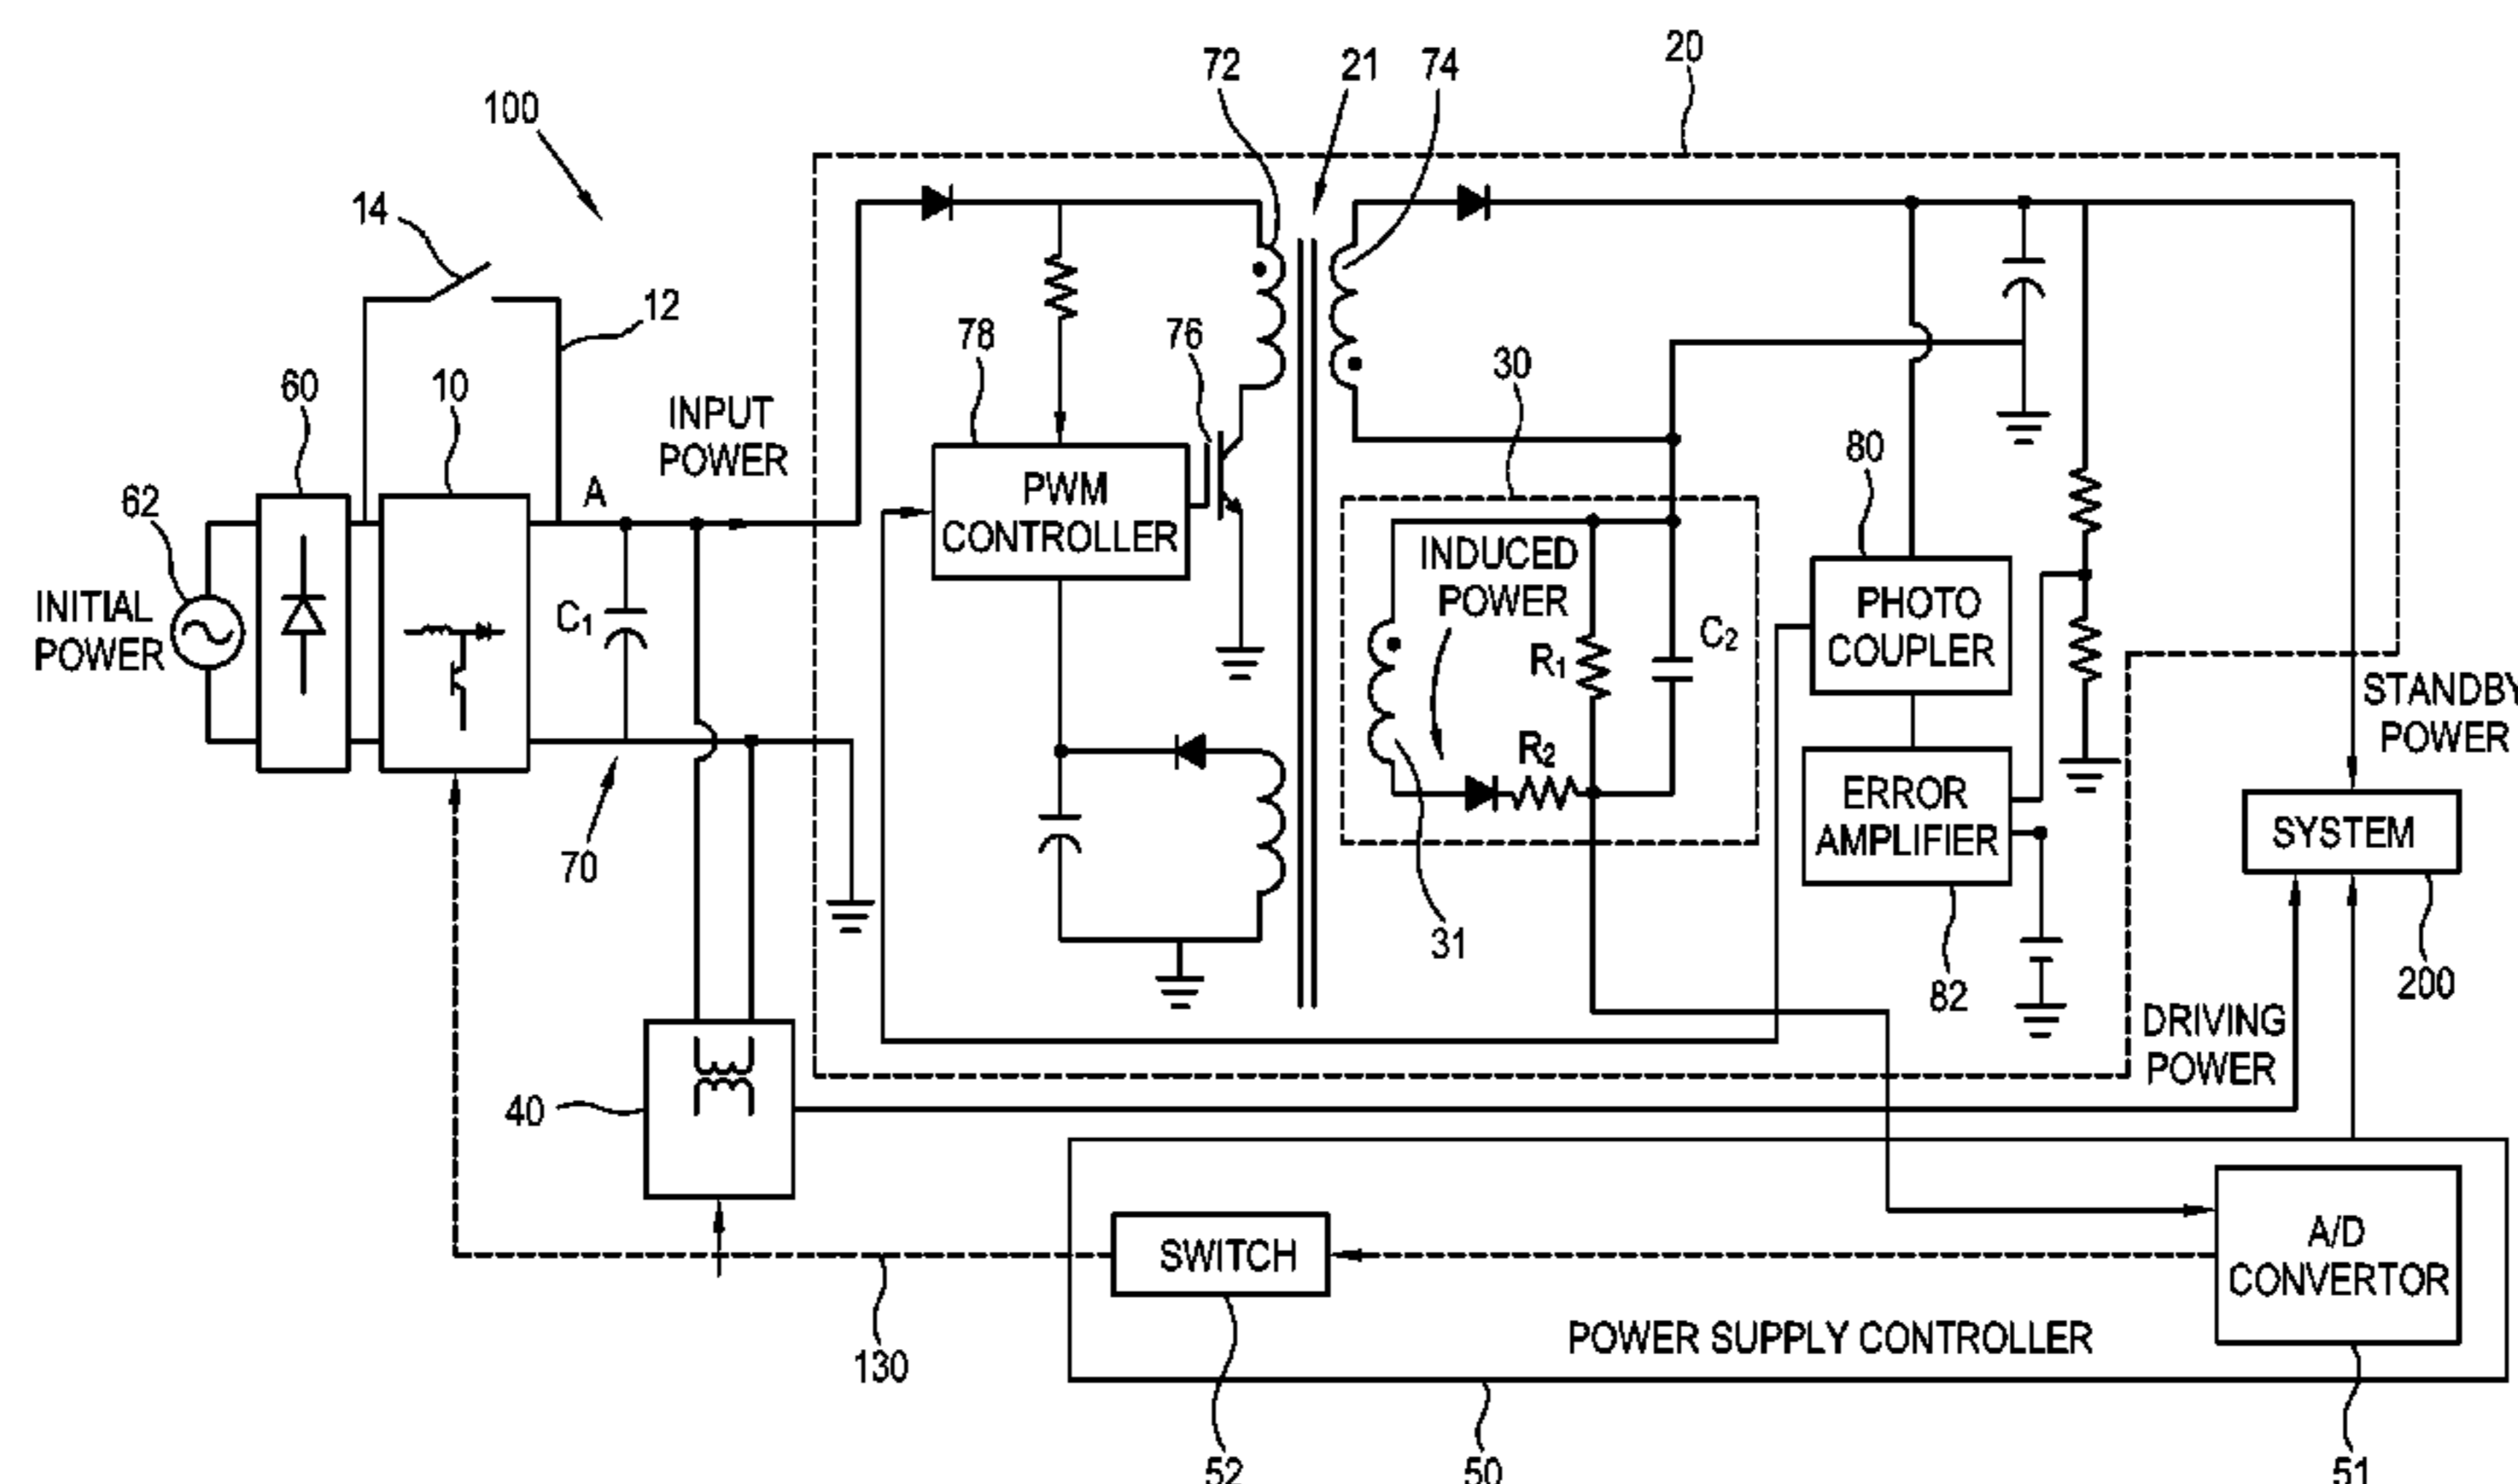 20
72
21
74
100
14
12
78
76
30
60
10
INPUT
POWER
80
62
A
PWM
CONTROLLER
INDUCED
POWER
INITIAL
POWER
C1
R1
C2
PHOTO
COUPLER
STANDBY
POWER
R2
ERROR
AMPLIFIER
SYSTEM
70
31
82
200
DRIVING
POWER
40
SWITCH
A/D
CONVERTOR
POWER SUPPLY CONTROLLER
130
52
50
51